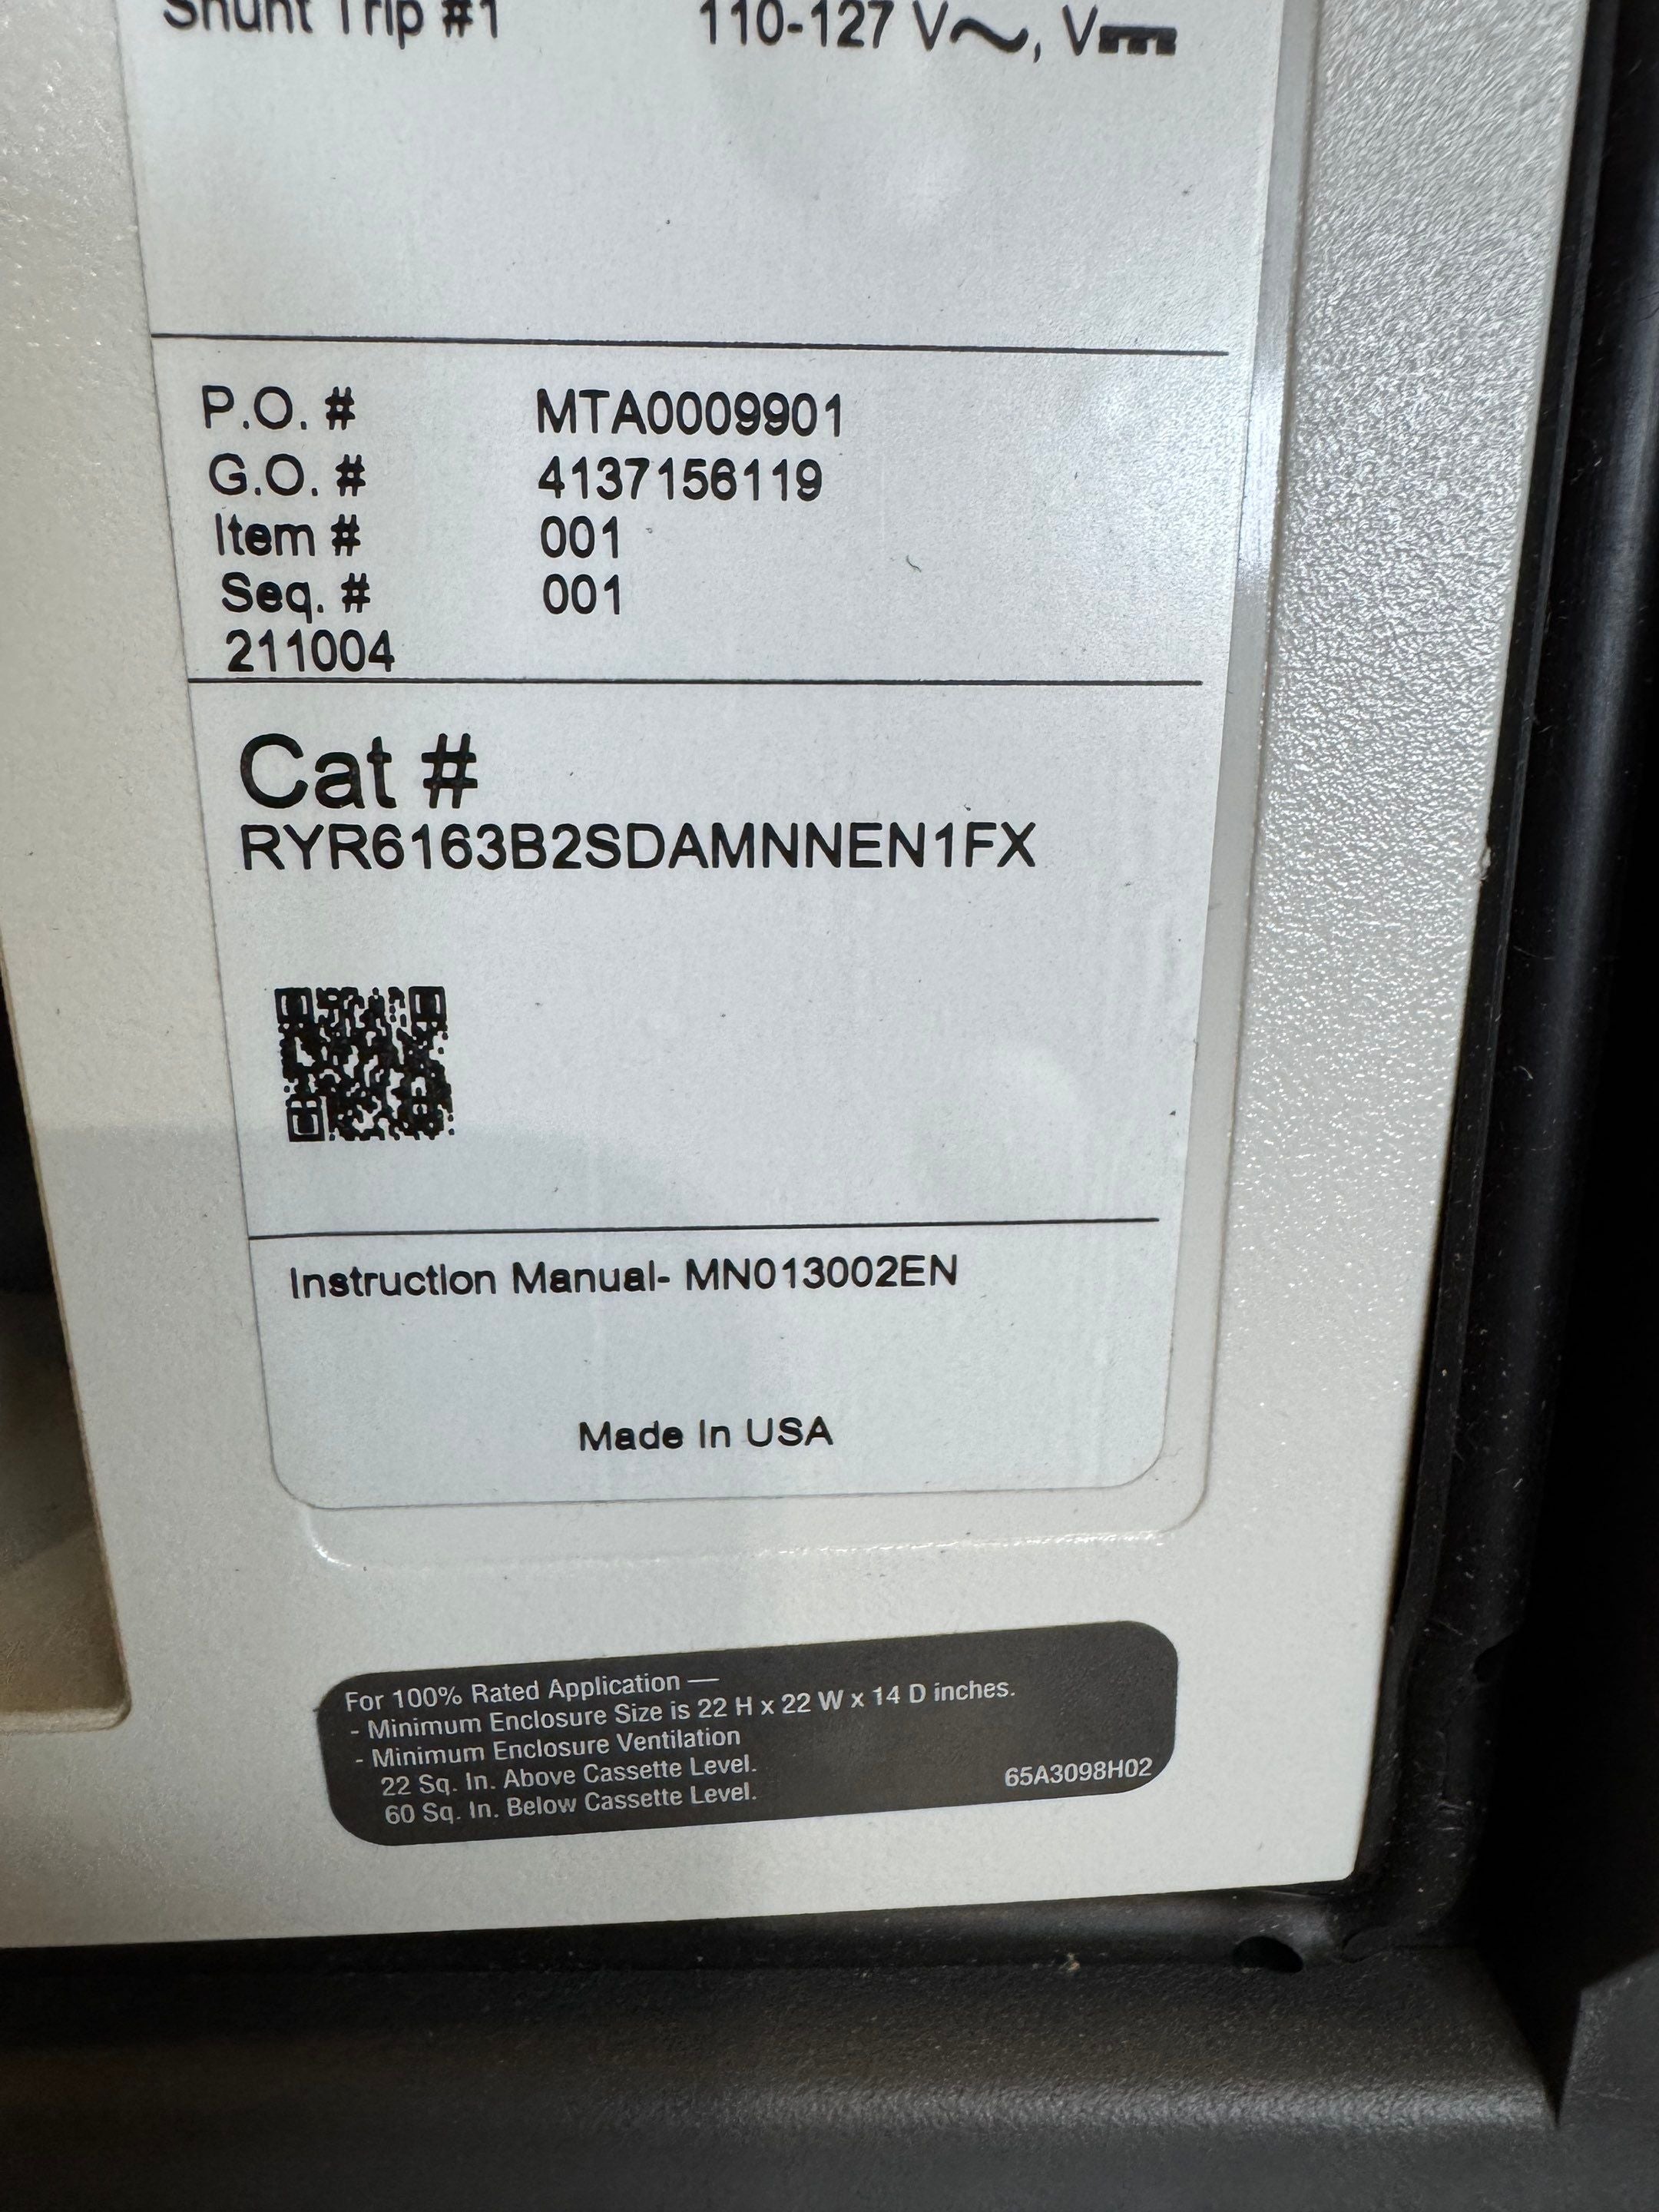 Shunt Trip #1 110-127 V～, V⎓
P.O. # MTA0009901
G.O. # 4137156119
Item # 001
Seq. # 001
211004
Cat #
RYR6163B2SDAMNNEN1FX
Instruction Manual- MN013002EN
Made In USA
For 100% Rated Application —
- Minimum Enclosure Size is 22 H x 22 W x 14 D inches.
- Minimum Enclosure Ventilation
22 Sq. In. Above Cassette Level.
60 Sq. In. Below Cassette Level. 65A3098H02